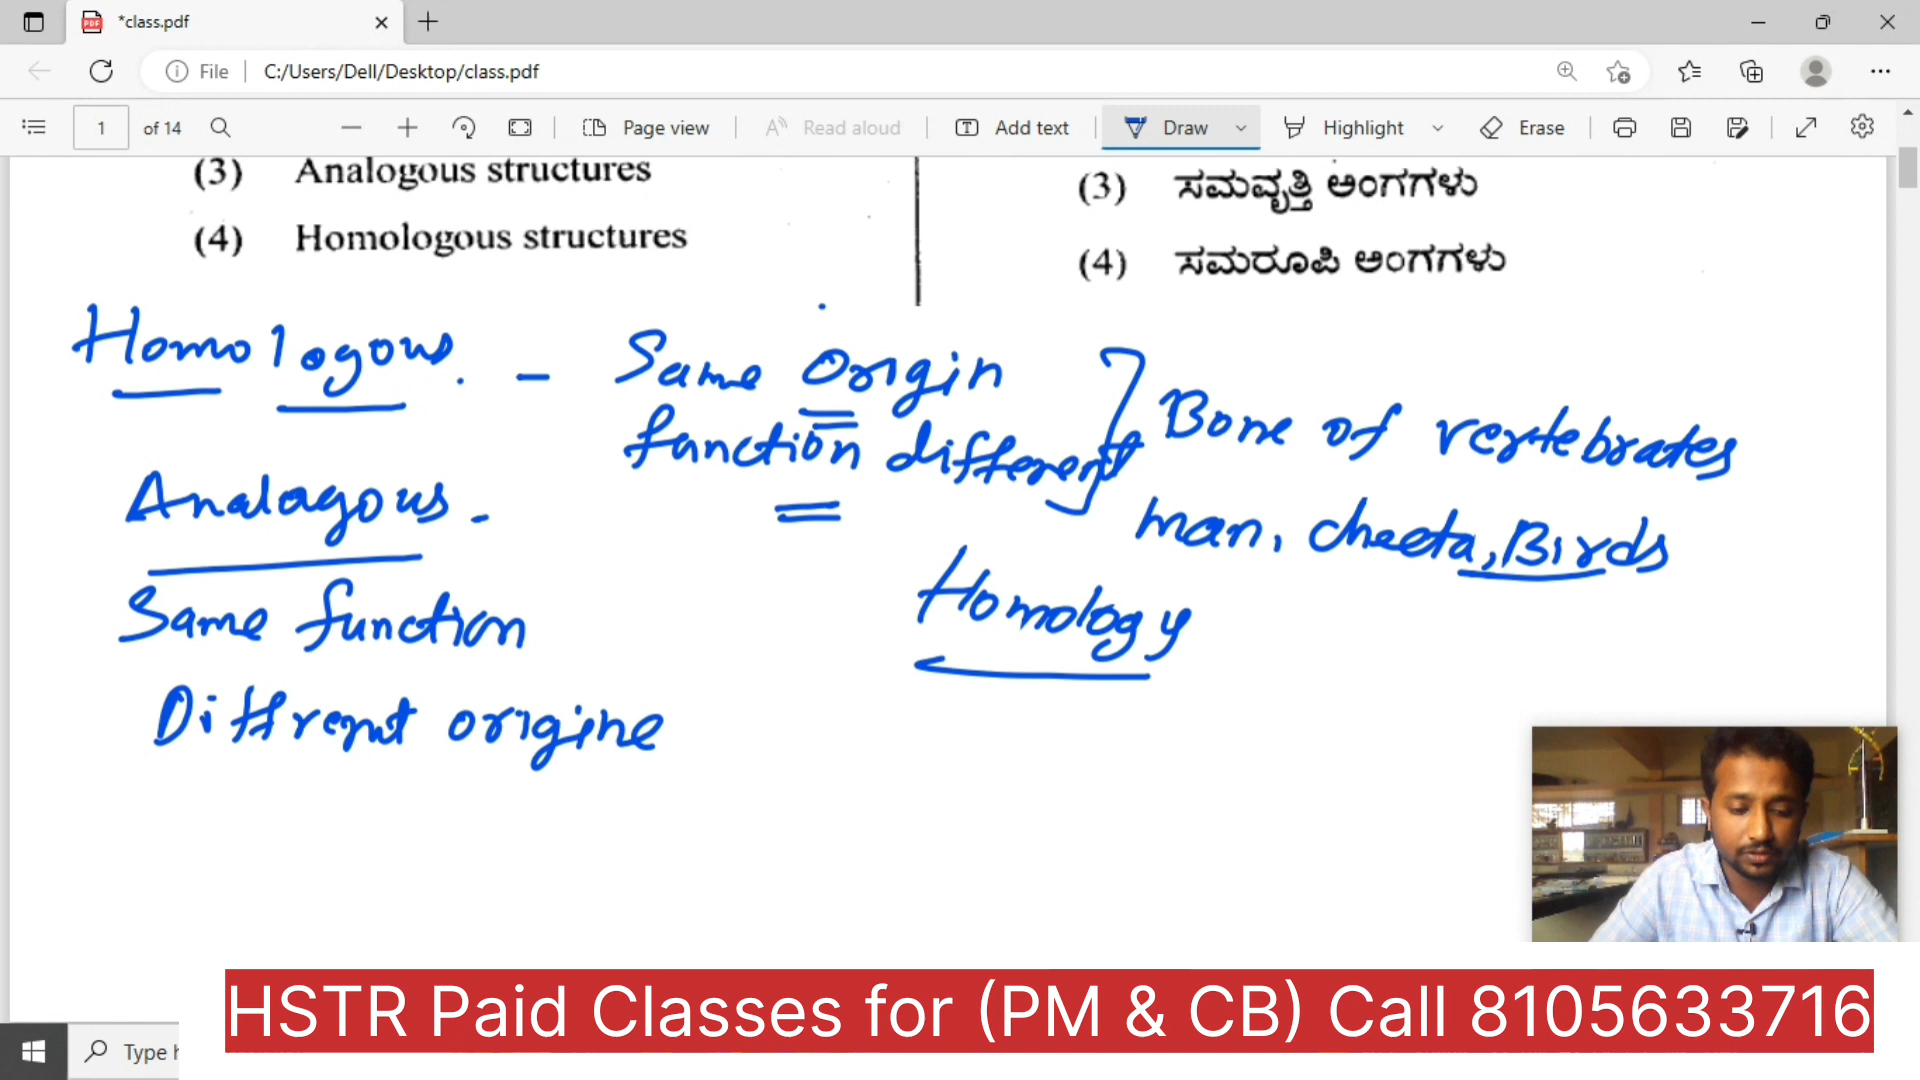 *class.pdf
File C:/Users/Dell/Desktop/class.pdf
1 of 14 Page view Read aloud Add text Draw Highlight Erase
(3) Analogous structures
(4) Homologous structures
(3) ಸಮವೃತ್ತಿ ಅಂಗಗಳು
(4) ಸಮರೂಪಿ ಅಂಗಗಳು
Homologous. - Same Origin
function different
Bone of vertebrates
man, cheeta, Birds
Homology
Analagous -
Same function
Diffrent origine
HSTR Paid Classes for (PM & CB) Call 8105633716
Type h